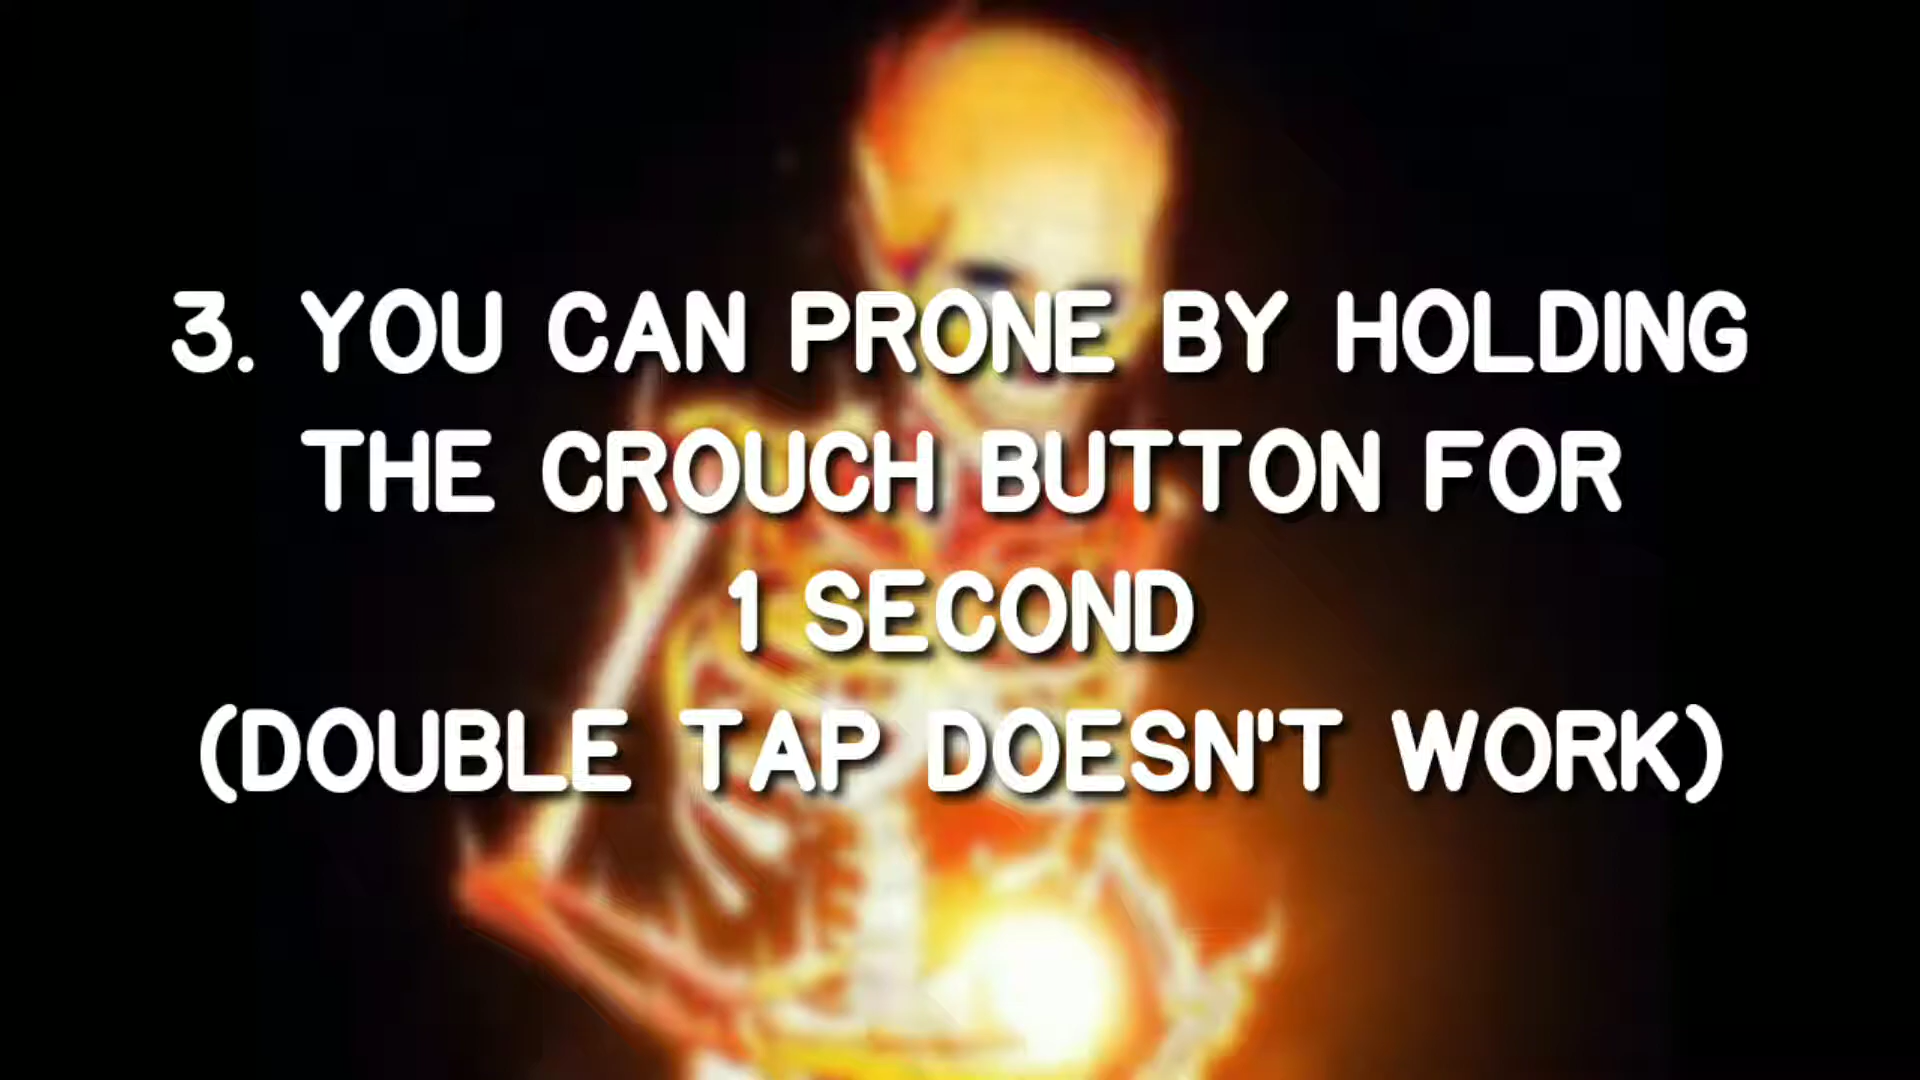 3. YOU CAN PRONE BY HOLDING
THE CROUCH BUTTON FOR
1 SECOND
(DOUBLE TAP DOESN'T WORK)